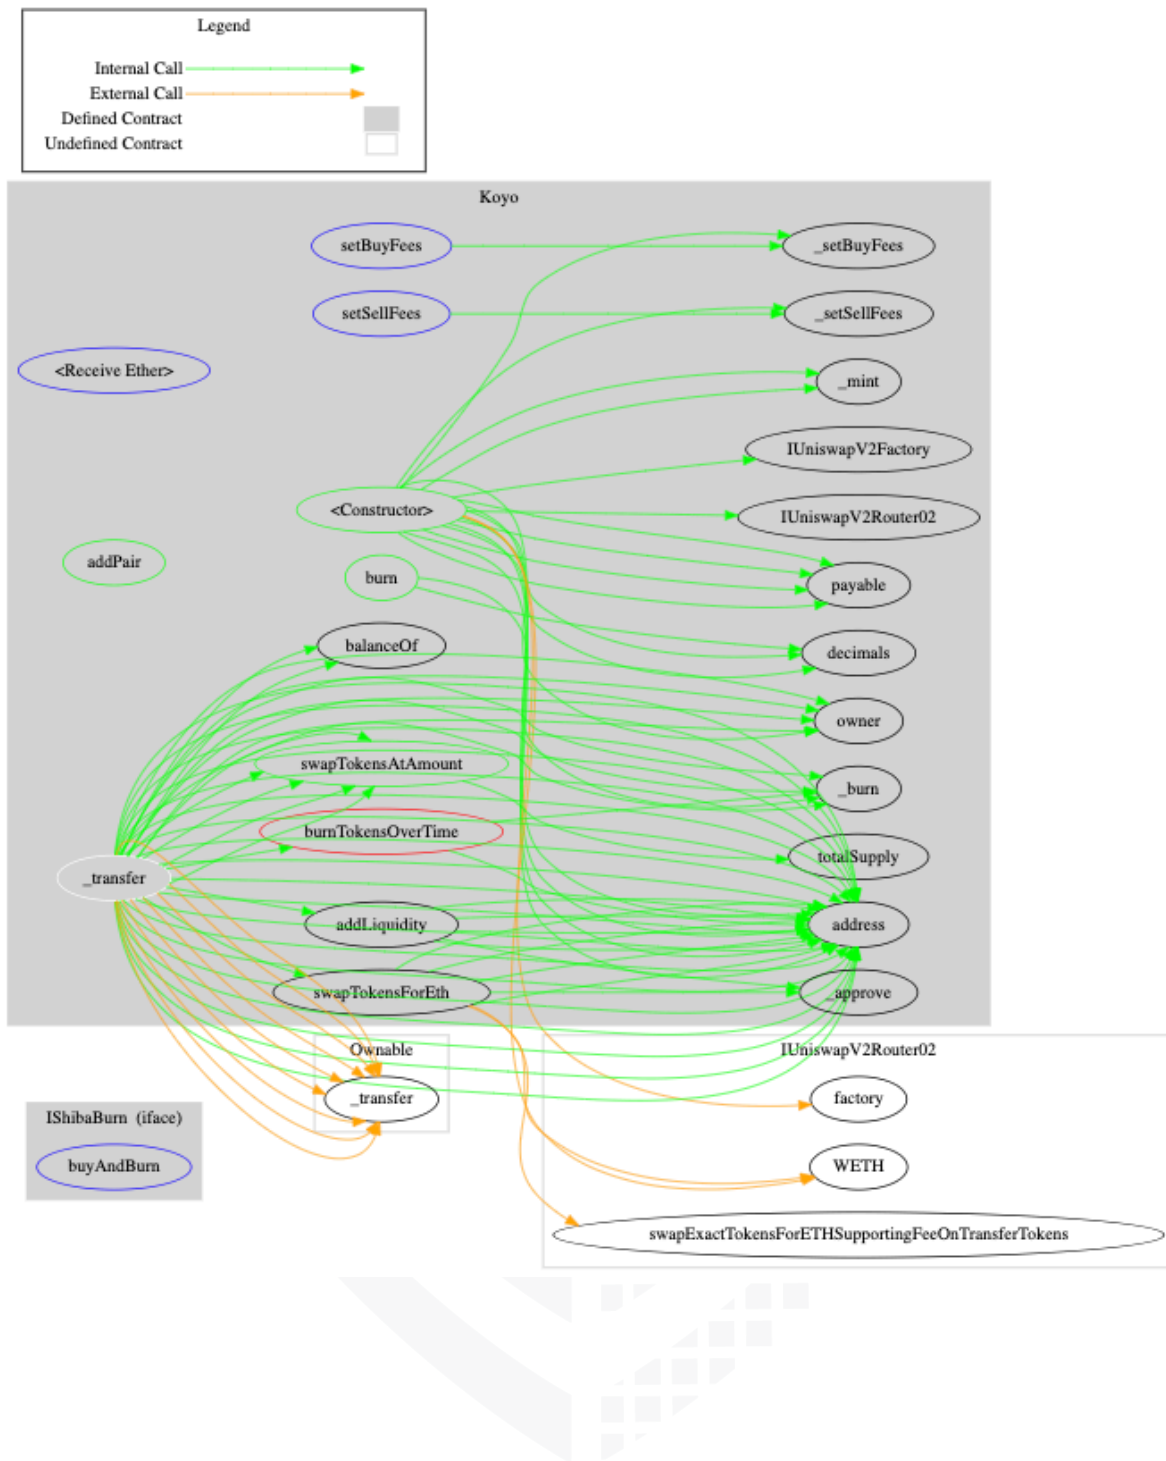 Legend
Internal Call
External Call
Defined Contract
Undefined Contract
Koyo
setBuyFees
_setBuyFees
setSellFees
_setSellFees
<Receive Ether>
_mint
IUniswapV2Factory
<Constructor>
IUniswapV2Router02
addPair
burn
payable
balanceOf
decimals
owner
swapTokensAtAmount
_burn
burnTokensOverTime
totalSupply
_transfer
addLiquidity
address
swapTokensForEth
_approve
Ownable
IUniswapV2Router02
_transfer
factory
IShibaBurn (iface)
buyAndBurn
WETH
swapExactTokensForETHSupportingFeeOnTransferTokens